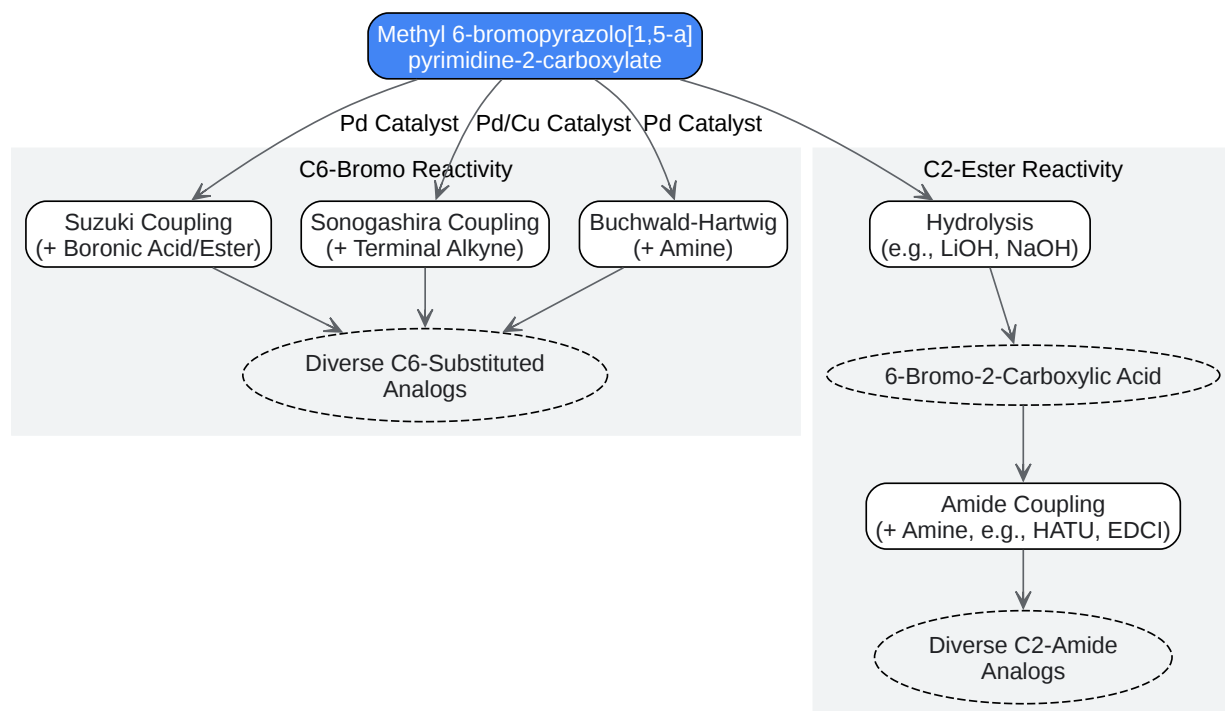 Methyl 6-bromopyrazolo[1,5-a]
pyrimidine-2-carboxylate
Pd Catalyst
Pd/Cu Catalyst
Pd Catalyst
C6-Bromo Reactivity
C2-Ester Reactivity
Suzuki Coupling
(+ Boronic Acid/Ester)
Sonogashira Coupling
(+ Terminal Alkyne)
Buchwald-Hartwig
(+ Amine)
Hydrolysis
(e.g., LiOH, NaOH)
Diverse C6-Substituted
Analogs
6-Bromo-2-Carboxylic Acid
Amide Coupling
(+ Amine, e.g., HATU, EDCI)
Diverse C2-Amide
Analogs